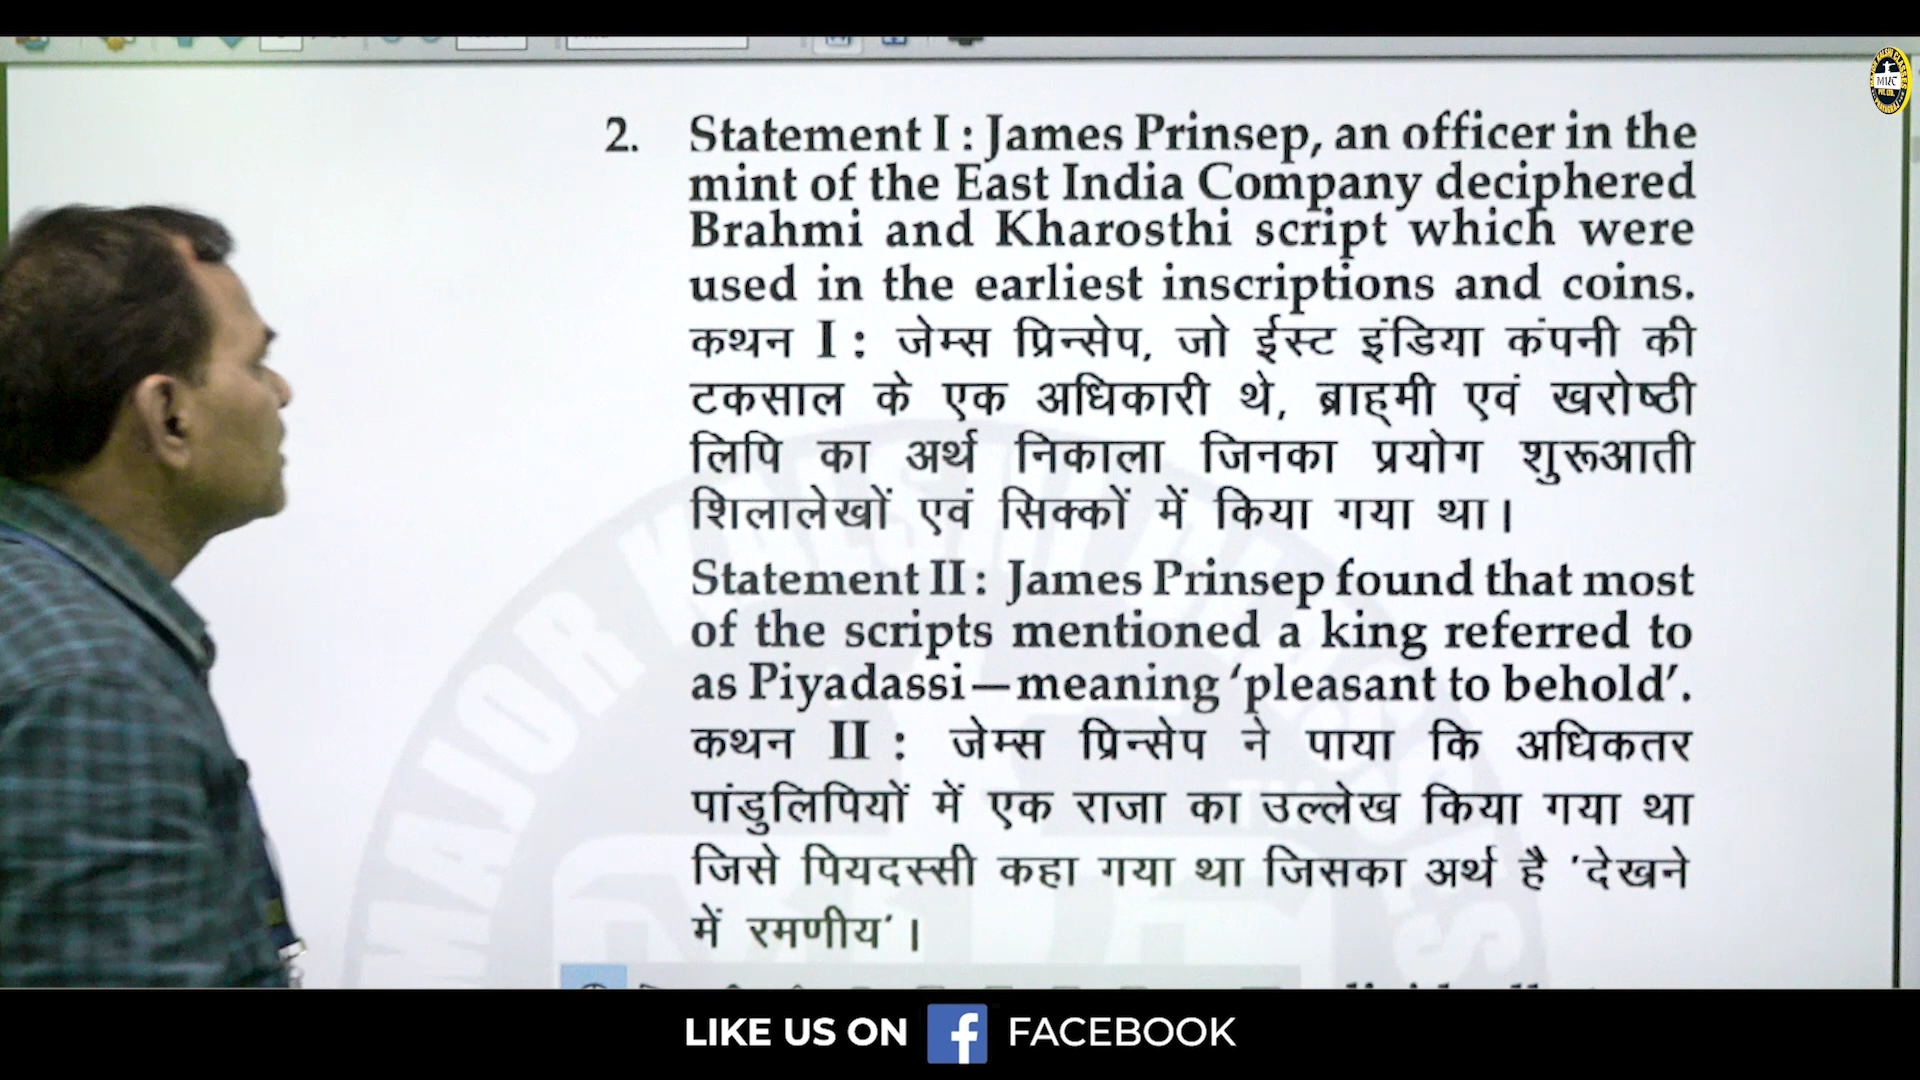 2. Statement I : James Prinsep, an officer in the
mint of the East India Company deciphered
Brahmi and Kharosthi script which were
used in the earliest inscriptions and coins.
कथन I : जेम्स प्रिन्सेप, जो ईस्ट इंडिया कंपनी की
टकसाल के एक अधिकारी थे, ब्राह्मी एवं खरोष्ठी
लिपि का अर्थ निकाला जिनका प्रयोग शुरूआती
शिलालेखों एवं सिक्कों में किया गया था।
Statement II : James Prinsep found that most
of the scripts mentioned a king referred to
as Piyadassi—meaning 'pleasant to behold'.
कथन II : जेम्स प्रिन्सेप ने पाया कि अधिकतर
पांडुलिपियों में एक राजा का उल्लेख किया गया था
जिसे पियदस्सी कहा गया था जिसका अर्थ है 'देखने
में रमणीय'।
LIKE US ON f FACEBOOK